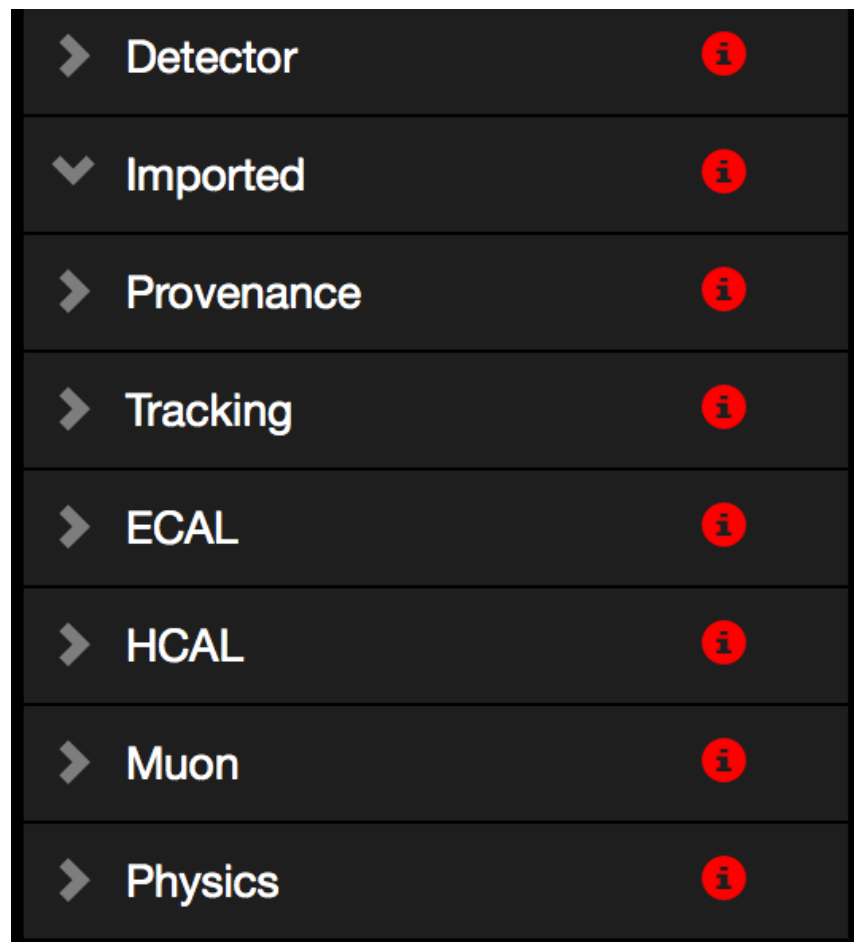 Detector
Imported
Provenance
Tracking
ECAL
HCAL
Muon
Physics